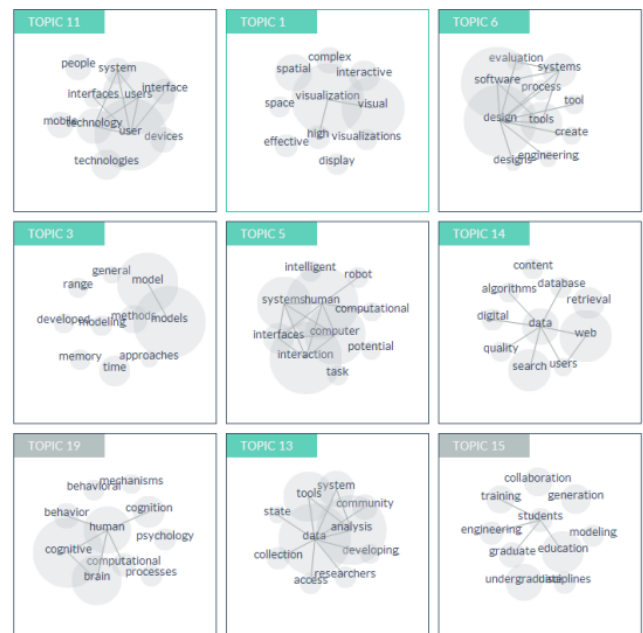 TOPIC 11
people
system
interface
interfaces users
mobile
technology
user
devices
technologies
TOPIC 1
complex
spatial
interactive
visualization
space
visual
high visualizations
effective
display
TOPIC 6
evaluation
systems
software
process
tool
design
tools
create
engineering
designs
TOPIC 3
general
model
range
methods
developed
modeling
models
memory
approaches
time
TOPIC 5
intelligent
robot
systems human
computational
interfaces
computer
potential
interaction
task
TOPIC 14
content
database
algorithms
retrieval
digital
data
web
quality
users
search
TOPIC 19
mechanisms
behavioral
cognition
behavior
human
psychology
cognitive
computational
processes
brain
TOPIC 13
system
tools
community
state
analysis
data
developing
collection
researchers
access
TOPIC 15
collaboration
training
generation
students
engineering
modeling
graduate
education
undergraduate
disciplines